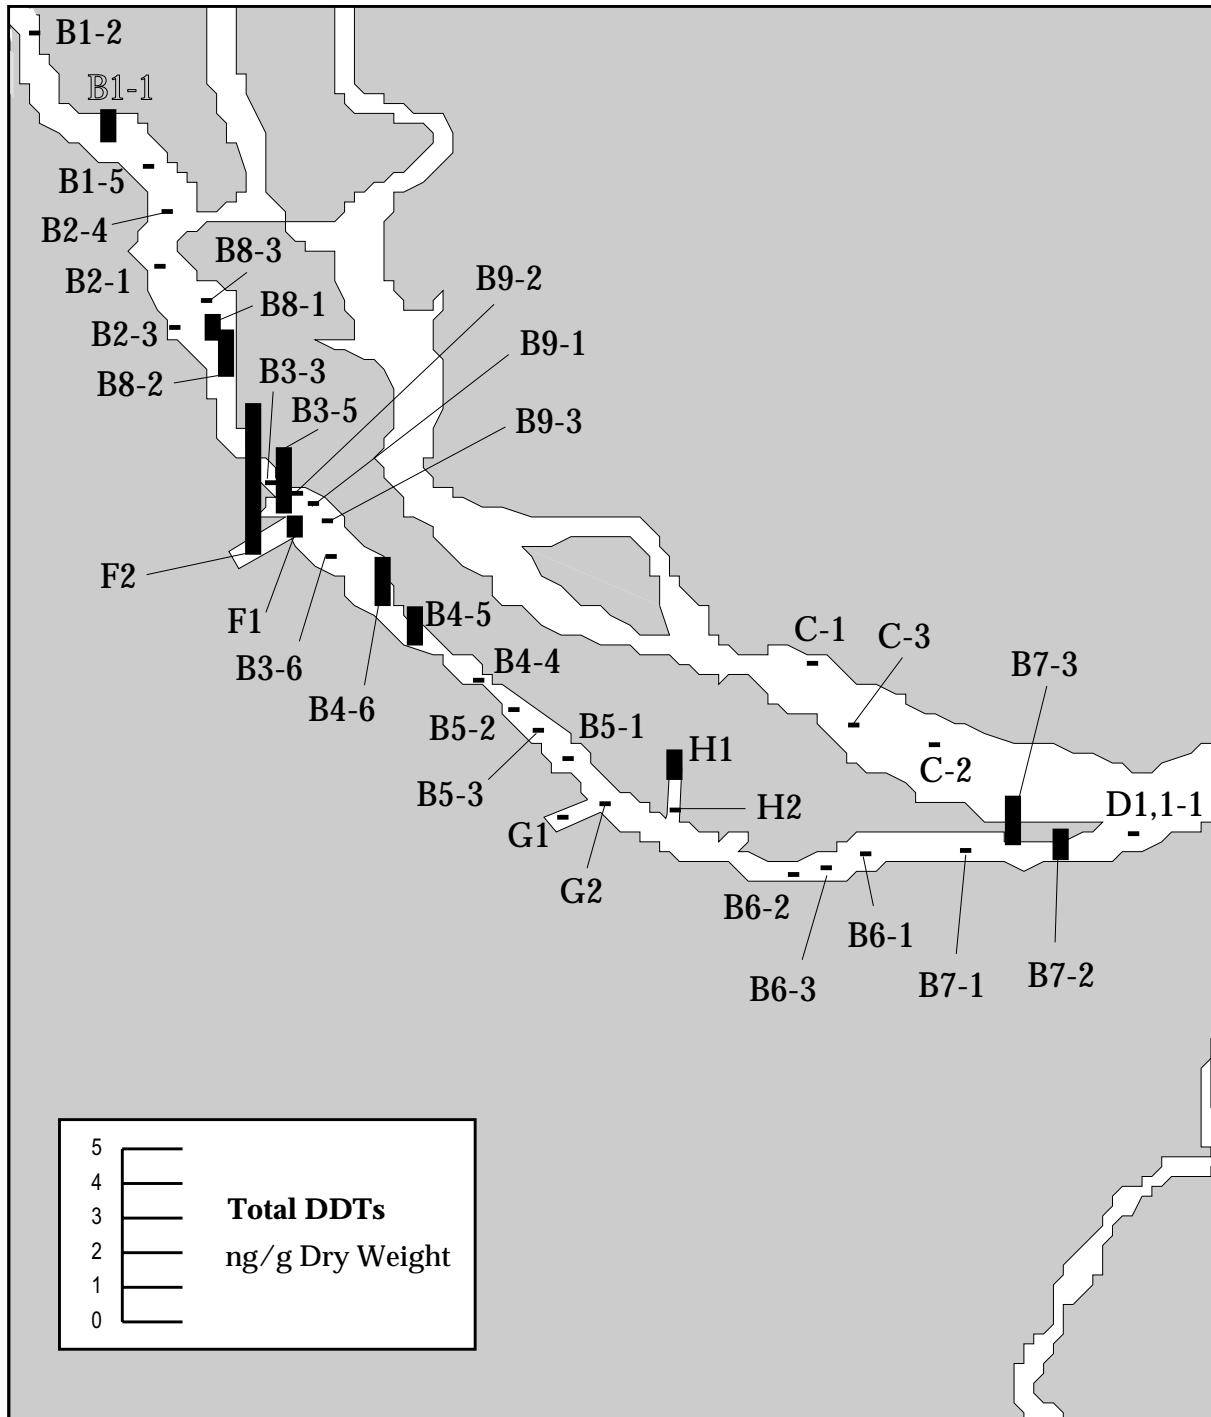 B1-2
B1-1
B1-5
B2-4
B8-3
B2-1
B9-2
B8-1
B2-3
B9-1
B3-3
B8-2
B3-5
B9-3
F2
F1
B4-5
B3-6
C-1
C-3
B4-4
B7-3
B4-6
B5-2
B5-1
H1
C-2
B5-3
D1,1-1
H2
G1
G2
B6-2
B6-1
B6-3
B7-1
B7-2
5
4
3
Total DDTs
2
ng/g Dry Weight
1
0